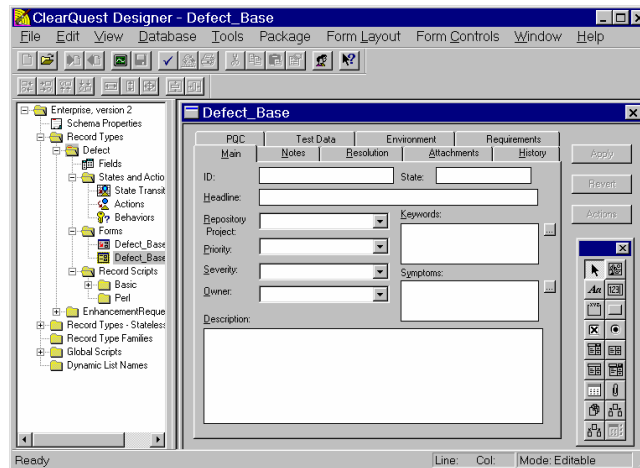 ClearQuest Designer - Defect_Base
File Edit View Database Tools Package Form Layout Form Controls Window Help
Enterprise, version 2
Schema Properties
Record Types
Defect
Fields
States and Actio
State Transit
Actions
Behaviors
Forms
Defect_Base
Defect_Base
Record Scripts
Basic
Perl
EnhancementReque
Record Types - Stateless
Record Type Families
Global Scripts
Dynamic List Names
Defect_Base
PQC Test Data Environment Requirements
Main Notes Resolution Attachments History
ID: State:
Headline:
Repository Project:
Keywords:
Priority:
Severity:
Symptoms:
Owner:
Description:
Apply
Revert
Actions
Aa 123
XYZ
Ready
Line: Col: Mode: Editable